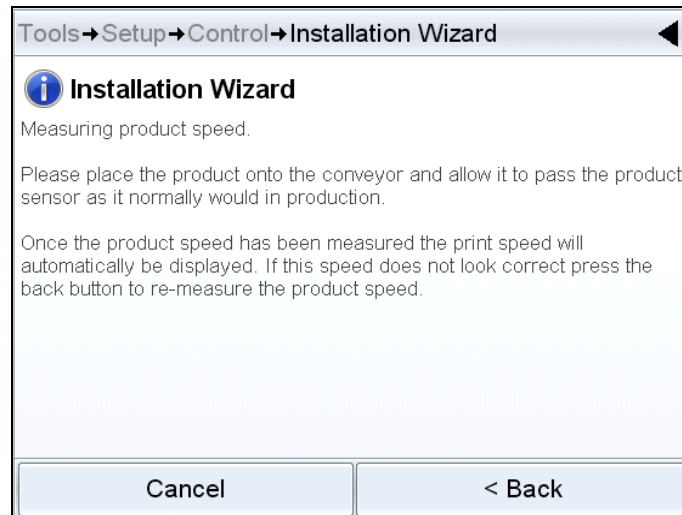 Tools→Setup→Control→Installation Wizard
Installation Wizard
Measuring product speed.
Please place the product onto the conveyor and allow it to pass the product
sensor as it normally would in production.
Once the product speed has been measured the print speed will
automatically be displayed. If this speed does not look correct press the
back button to re-measure the product speed.
Cancel
< Back